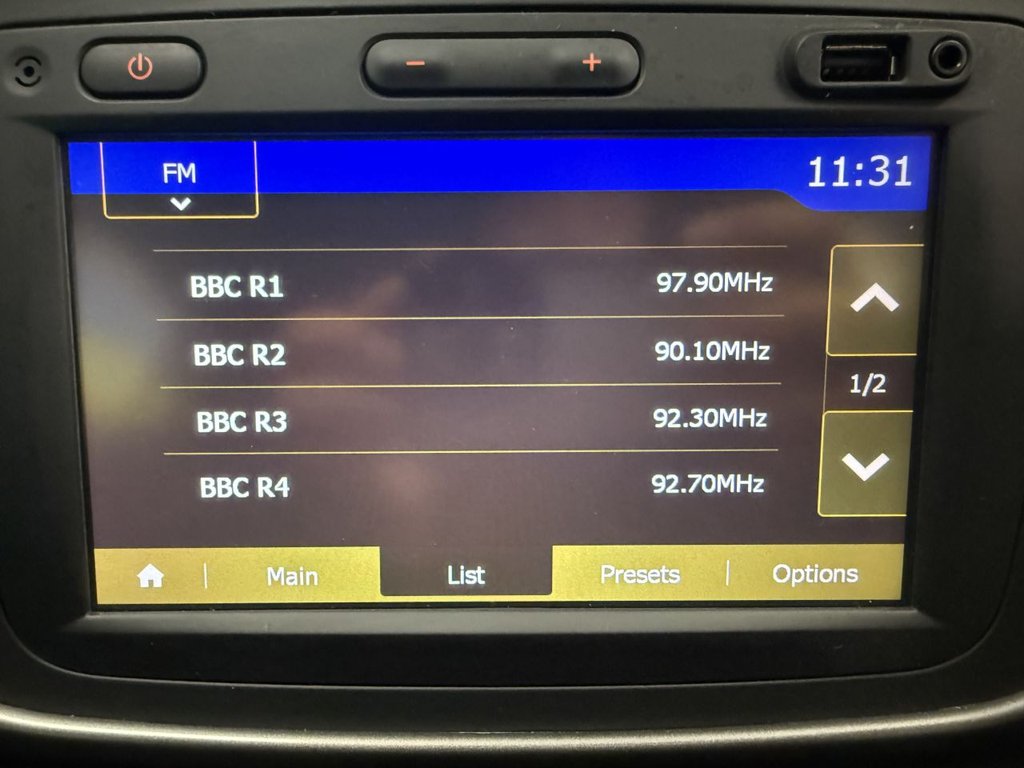 FM 11:31
BBC R1 97.90MHz
BBC R2 90.10MHz
1/2
BBC R3 92.30MHz
BBC R4 92.70MHz
Main List Presets Options